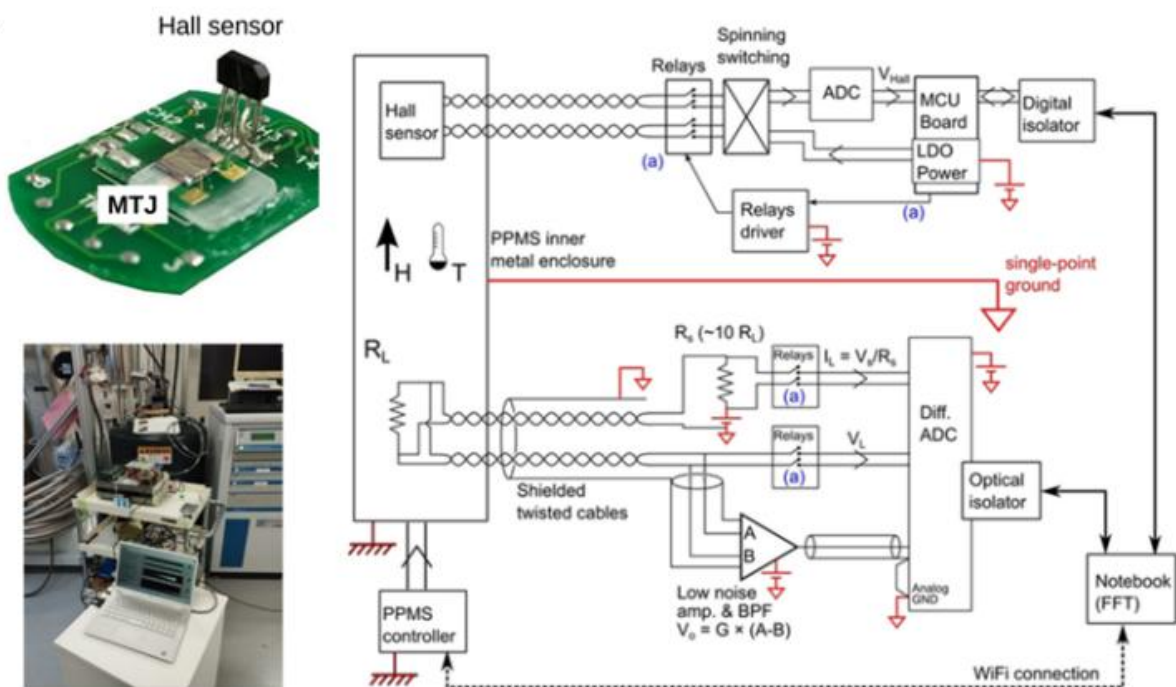 Hall sensor
CH2
MTJ
Hall
sensor
H
T
R_L
PPMS inner
metal enclosure
Relays
(a)
Spinning
switching
ADC
V_Hall
MCU
Board
LDO
Power
(a)
Digital
isolator
Relays
driver
single-point
ground
R_s (~10 R_L)
Relays
(a)
I_L = V_s/R_s
Relays
(a)
V_L
Diff.
ADC
Optical
isolator
Shielded
twisted cables
A
B
Low noise
amp. & BPF
V_o = G × (A-B)
Analog
GND
Notebook
(FFT)
PPMS
controller
WiFi connection